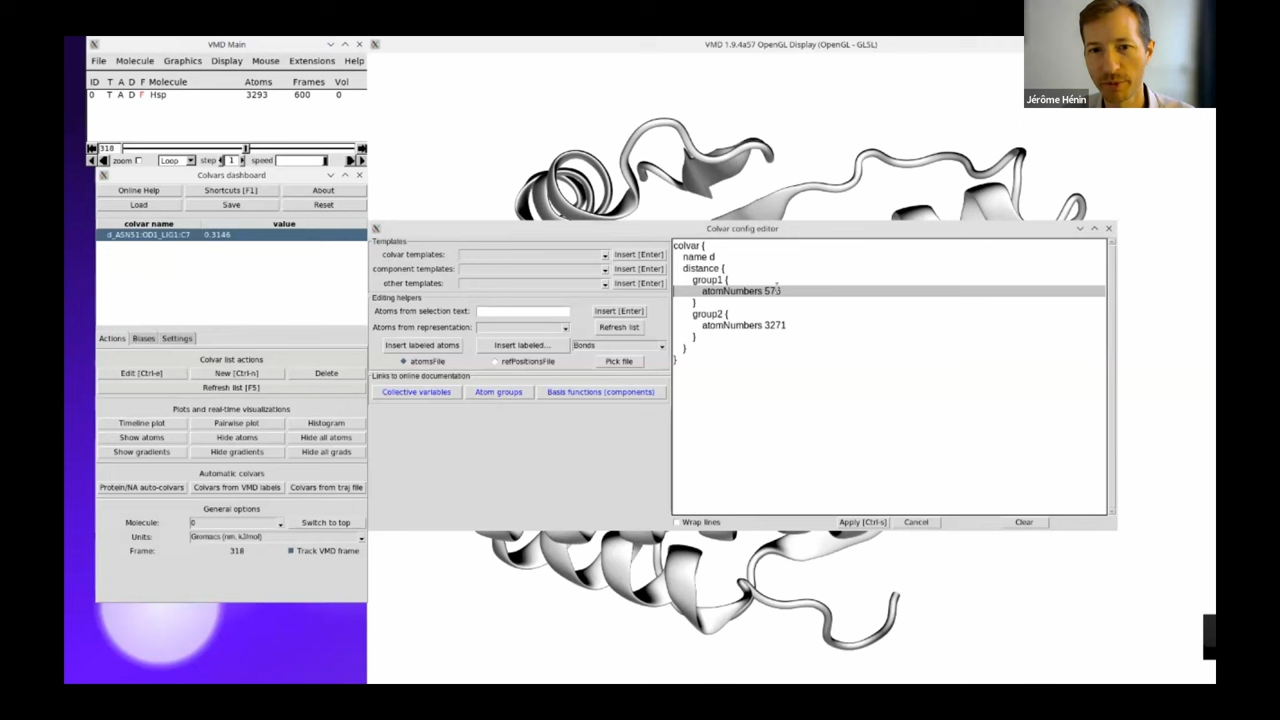 VMD Main
File Molecule Graphics Display Mouse Extensions Help
ID T A D F Molecule Atoms Frames Vol
0 T A D F Hsp 3293 600 0
318
zoom Loop step 1 speed
Colvars dashboard
Online Help Shortcuts [F1] About
Load Save Reset
colvar name value
d_ASN51:OD1_LIG1:C7 0.3146
Actions Biases Settings
Colvar list actions
Edit [Ctrl-e] New [Ctrl-n] Delete
Refresh list [F5]
Plots and real-time visualizations
Timeline plot Pairwise plot Histogram
Show atoms Hide atoms Hide all atoms
Show gradients Hide gradients Hide all grads
Automatic colvars
Protein/NA auto-colvars Colvars from VMD labels Colvars from traj file
General options
Molecule: 0 Switch to top
Units: Gromacs (nm, kJ/mol)
Frame: 318 Track VMD frame
VMD 1.9.4a57 OpenGL Display (OpenGL - GLSL)
Jérôme Hénin
Colvar config editor
Templates
colvar templates: Insert [Enter]
component templates: Insert [Enter]
other templates: Insert [Enter]
Editing helpers
Atoms from selection text: Insert [Enter]
Atoms from representation: Refresh list
Insert labeled atoms Insert labeled... Bonds
atomsFile refPositionsFile Pick file
Links to online documentation
Collective variables Atom groups Basis functions (components)
colvar {
name d
distance {
group1 {
atomNumbers
}
group2 {
atomNumbers 3271
}
}
}
Wrap lines Apply [Ctrl-s] Cancel Clear